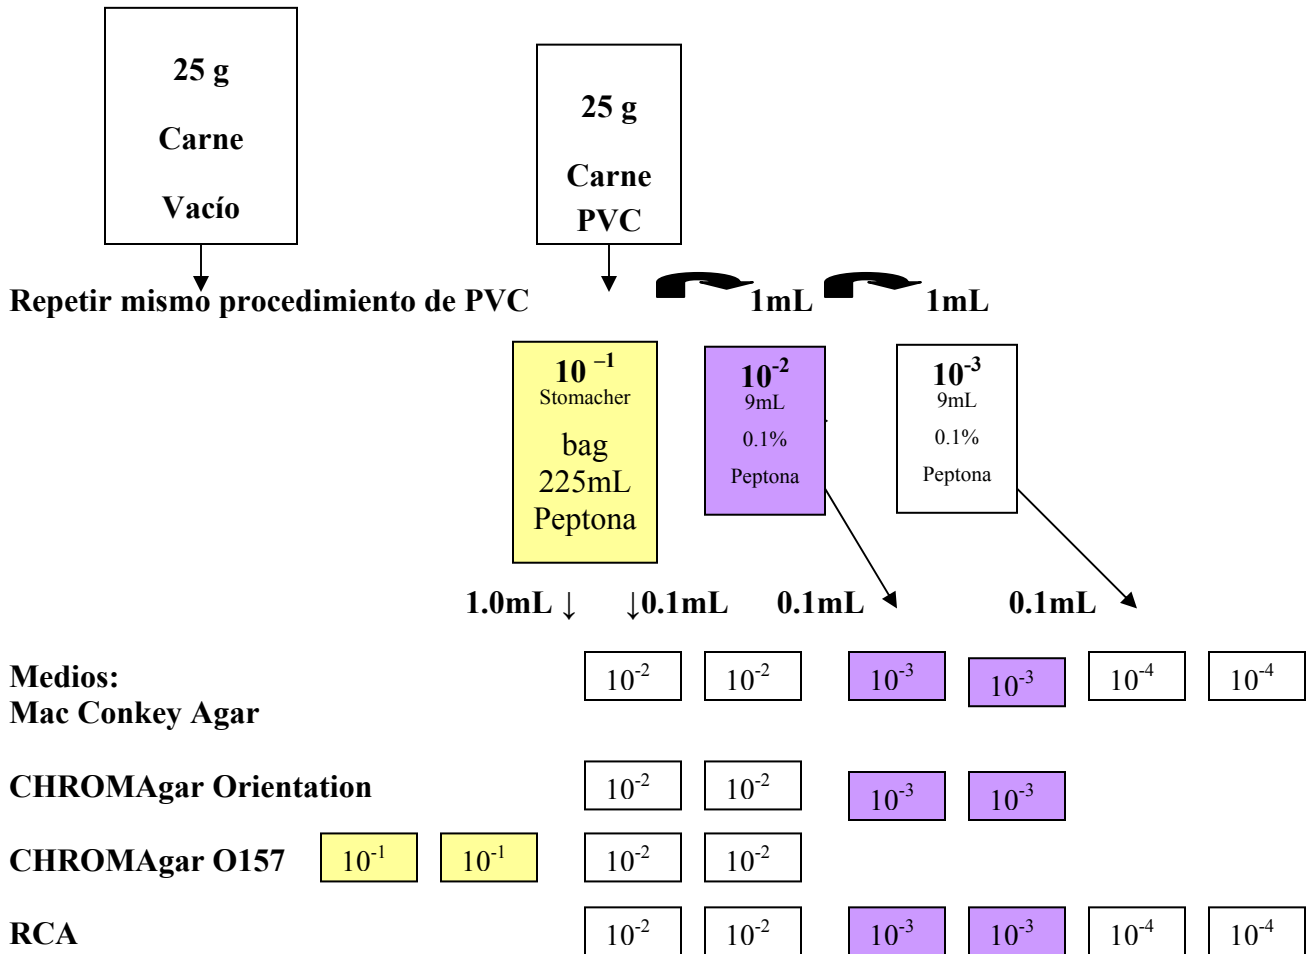 25 g
Carne
Vacío
25 g
Carne
PVC
Repetir mismo procedimiento de PVC
1mL 1mL
10 –1
Stomacher
bag
225mL
Peptona
10-2
9mL
0.1%
Peptona
10-3
9mL
0.1%
Peptona
1.0mL ↓ ↓0.1mL 0.1mL 0.1mL
Medios:
Mac Conkey Agar
10-2 10-2 10-3 10-3 10-4 10-4
CHROMAgar Orientation 10-2 10-2 10-3 10-3
CHROMAgar O157 10-1 10-1 10-2 10-2
RCA 10-2 10-2 10-3 10-3 10-4 10-4